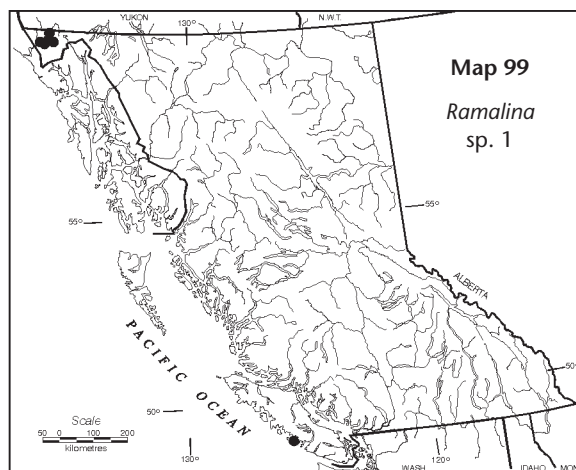 YUKON
130°
N.W.T.
Map 99
Ramalina
sp. 1
55°
55°
ALBERTA
PACIFIC OCEAN
50°
50°
Scale
50 0 100 200
kilometres
130°
120°
WASH.
IDAHO
MON